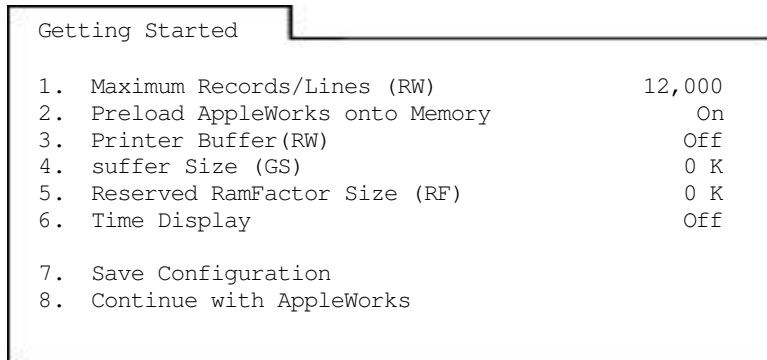 Getting Started
1. Maximum Records/Lines (RW) 12,000
2. Preload AppleWorks onto Memory On
3. Printer Buffer(RW) Off
4. suffer Size (GS) 0 K
5. Reserved RamFactor Size (RF) 0 K
6. Time Display Off
7. Save Configuration
8. Continue with AppleWorks